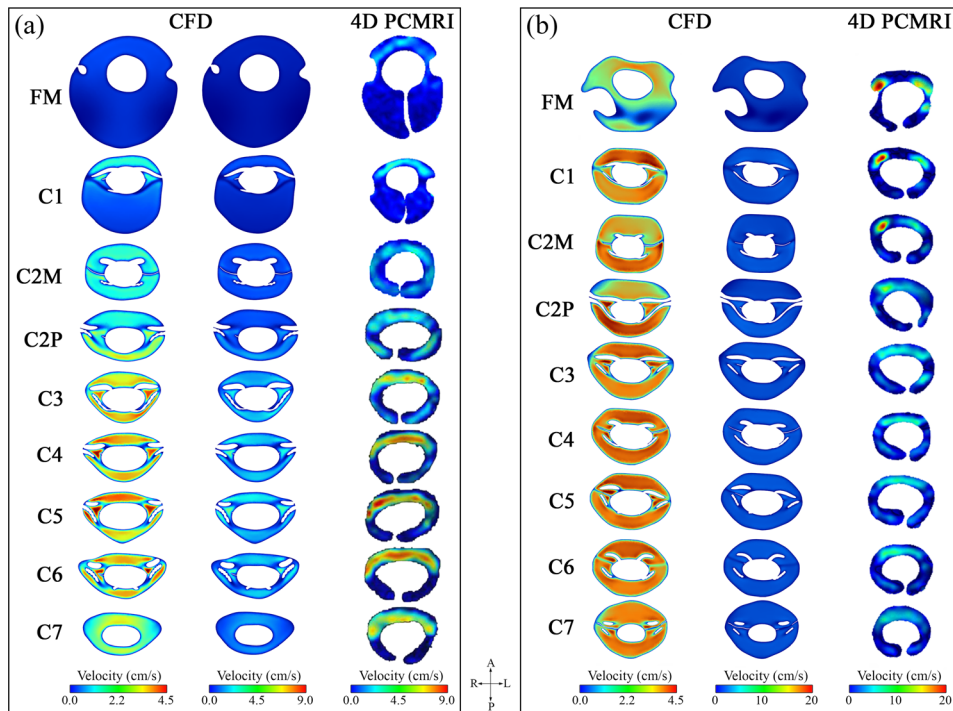 (a) CFD 4D PCMRI
FM
C1
C2M
C2P
C3
C4
C5
C6
C7
Velocity (cm/s) Velocity (cm/s) Velocity (cm/s)
0.0 2.2 4.5 0.0 4.5 9.0 0.0 4.5 9.0
A
R L
P
(b) CFD 4D PCMRI
FM
C1
C2M
C2P
C3
C4
C5
C6
C7
Velocity (cm/s) Velocity (cm/s) Velocity (cm/s)
0.0 2.2 4.5 0 10 20 0 10 20